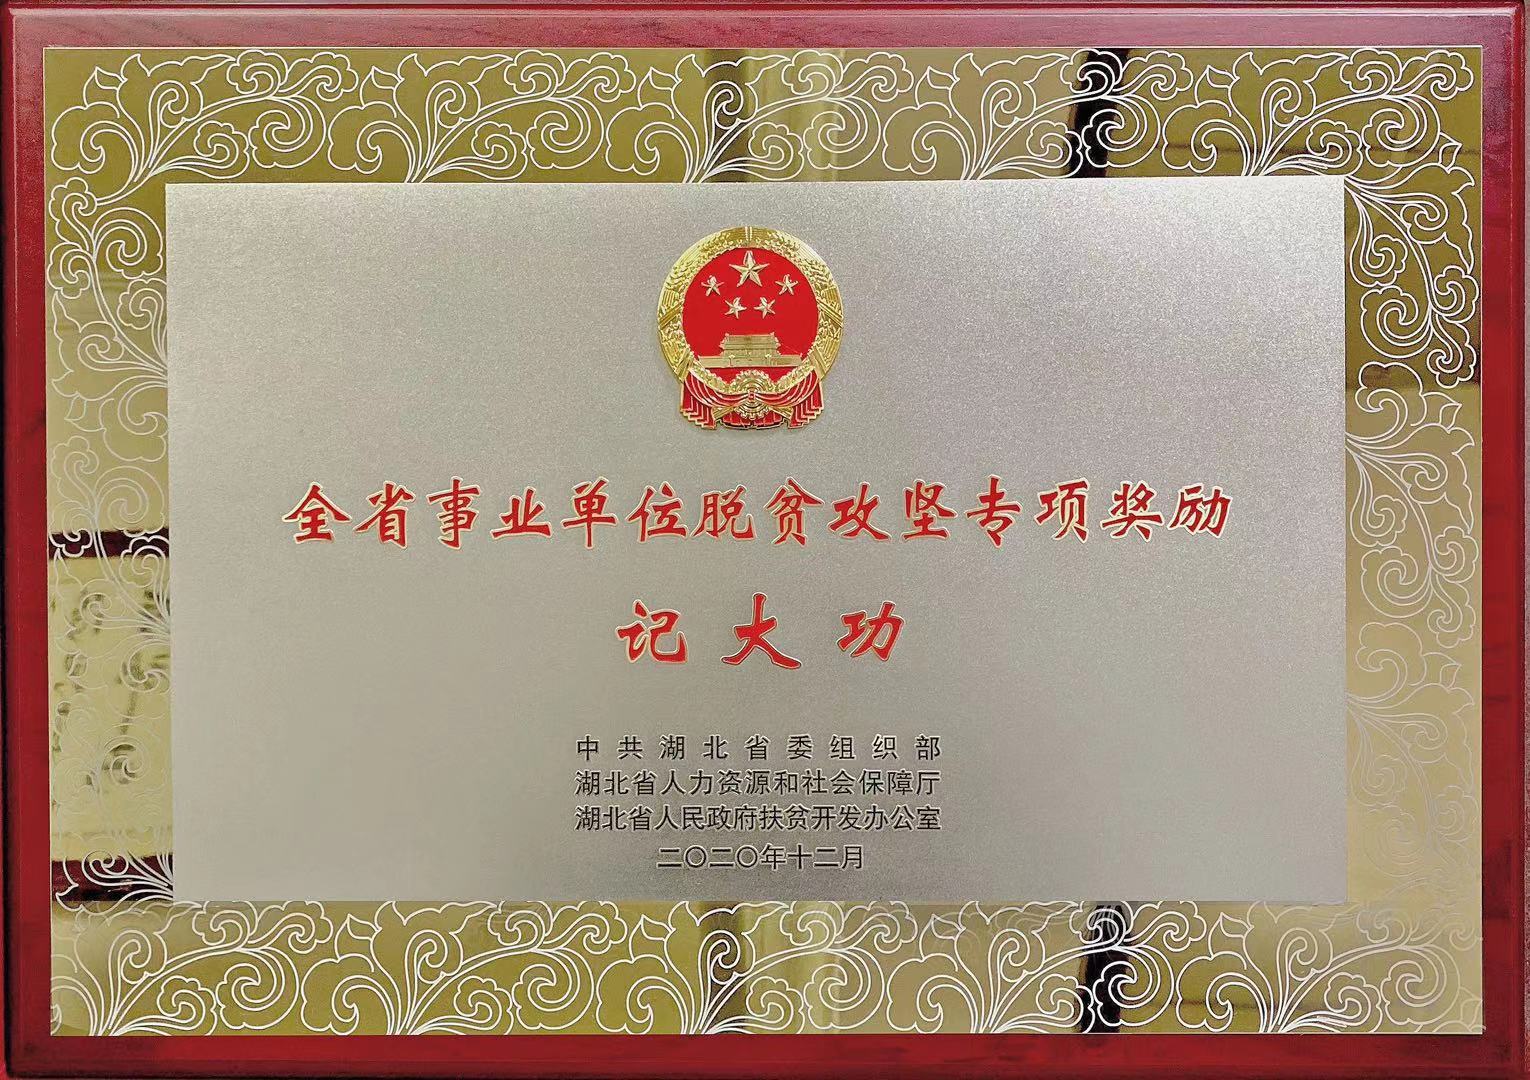 全省事业单位脱贫攻坚专项奖励
记大功
中共湖北省委组织部
湖北省人力资源和社会保障厅
湖北省人民政府扶贫开发办公室
二〇二〇年十二月